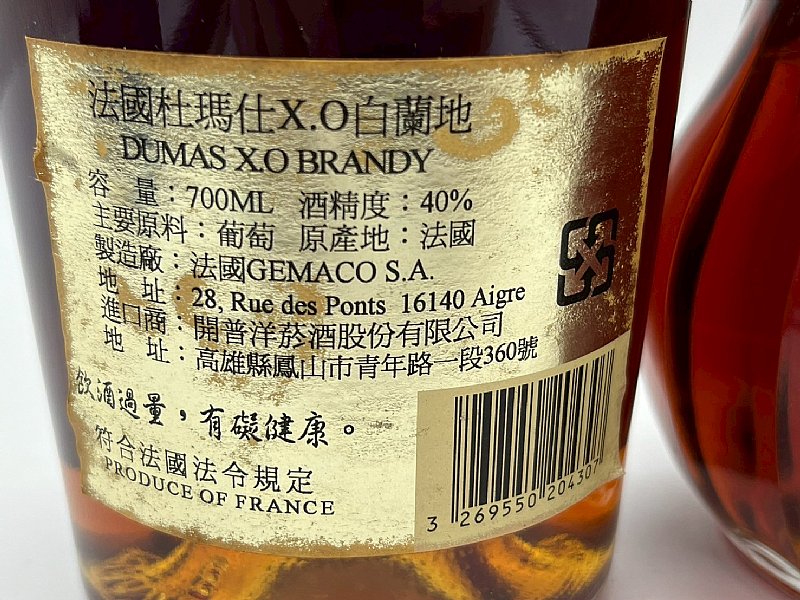 法國杜瑪仕X.O白蘭地
DUMAS X.O BRANDY
容　量：700ML　酒精度：40%
主要原料：葡萄　原產地：法國
製造廠：法國GEMACO S.A.
地　址：28, Rue des Ponts 16140 Aigre
進口商：開普洋菸酒股份有限公司
地　址：高雄縣鳳山市青年路一段360號
飲酒過量，有礙健康。
符合法國法令規定
PRODUCE OF FRANCE
3 269550 204307